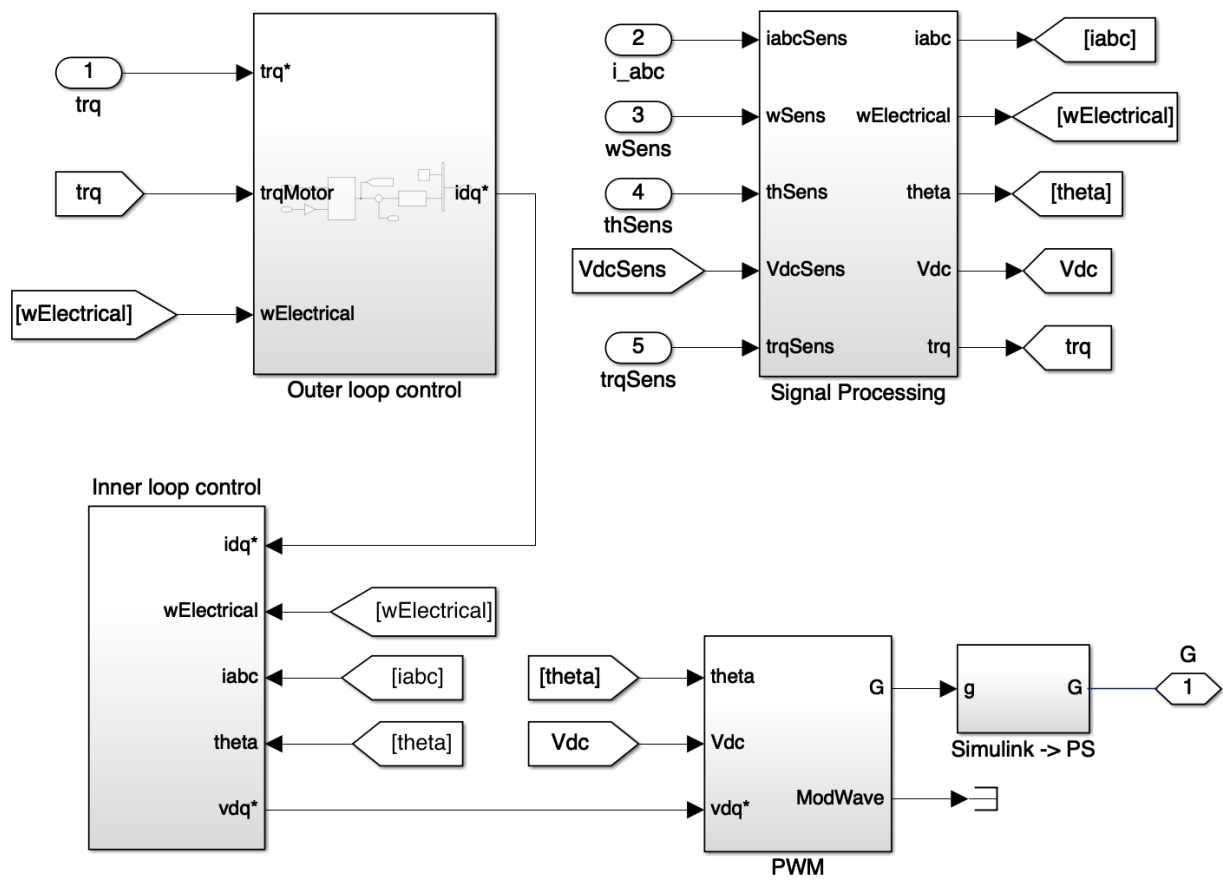 1
trq
trq*
trq
trqMotor
idq*
[wElectrical]
wElectrical
Outer loop control
2
i_abc
iabcSens
iabc
[iabc]
3
wSens
wSens
wElectrical
[wElectrical]
4
thSens
thSens
theta
[theta]
VdcSens
VdcSens
Vdc
Vdc
5
trqSens
trqSens
trq
trq
Signal Processing
Inner loop control
idq*
wElectrical
[wElectrical]
iabc
[iabc]
theta
[theta]
vdq*
[theta]
theta
G
Vdc
Vdc
vdq*
ModWave
PWM
g
G
Simulink -> PS
G
1